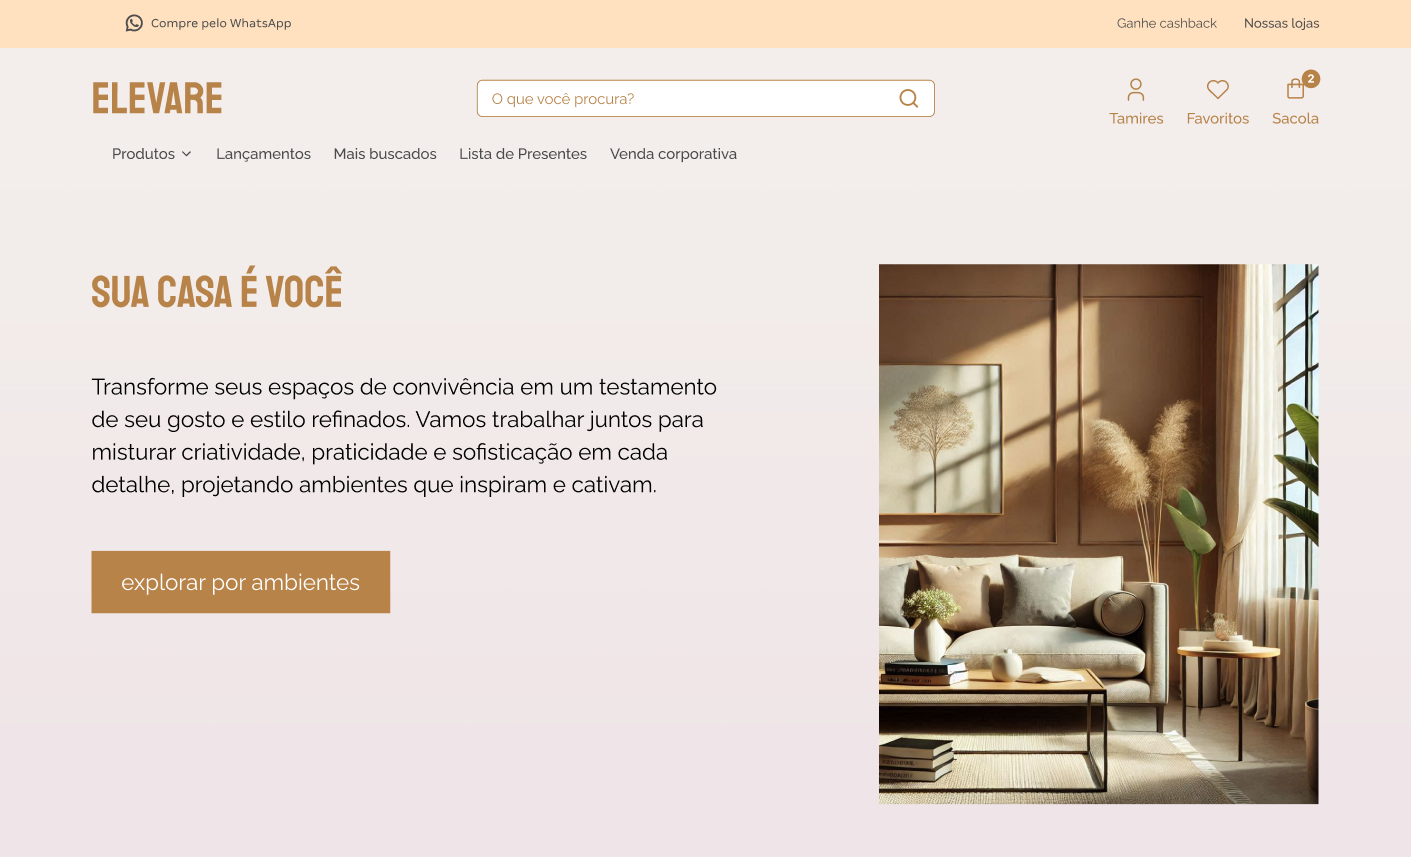 Compre pelo WhatsApp
Ganhe cashback
Nossas lojas
ELEVARE
O que você procura?
2
Tamires
Favoritos
Sacola
Produtos
Lançamentos
Mais buscados
Lista de Presentes
Venda corporativa
SUA CASA É VOCÊ
Transforme seus espaços de convivência em um testamento
de seu gosto e estilo refinados. Vamos trabalhar juntos para
misturar criatividade, praticidade e sofisticação em cada
detalhe, projetando ambientes que inspiram e cativam.
explorar por ambientes